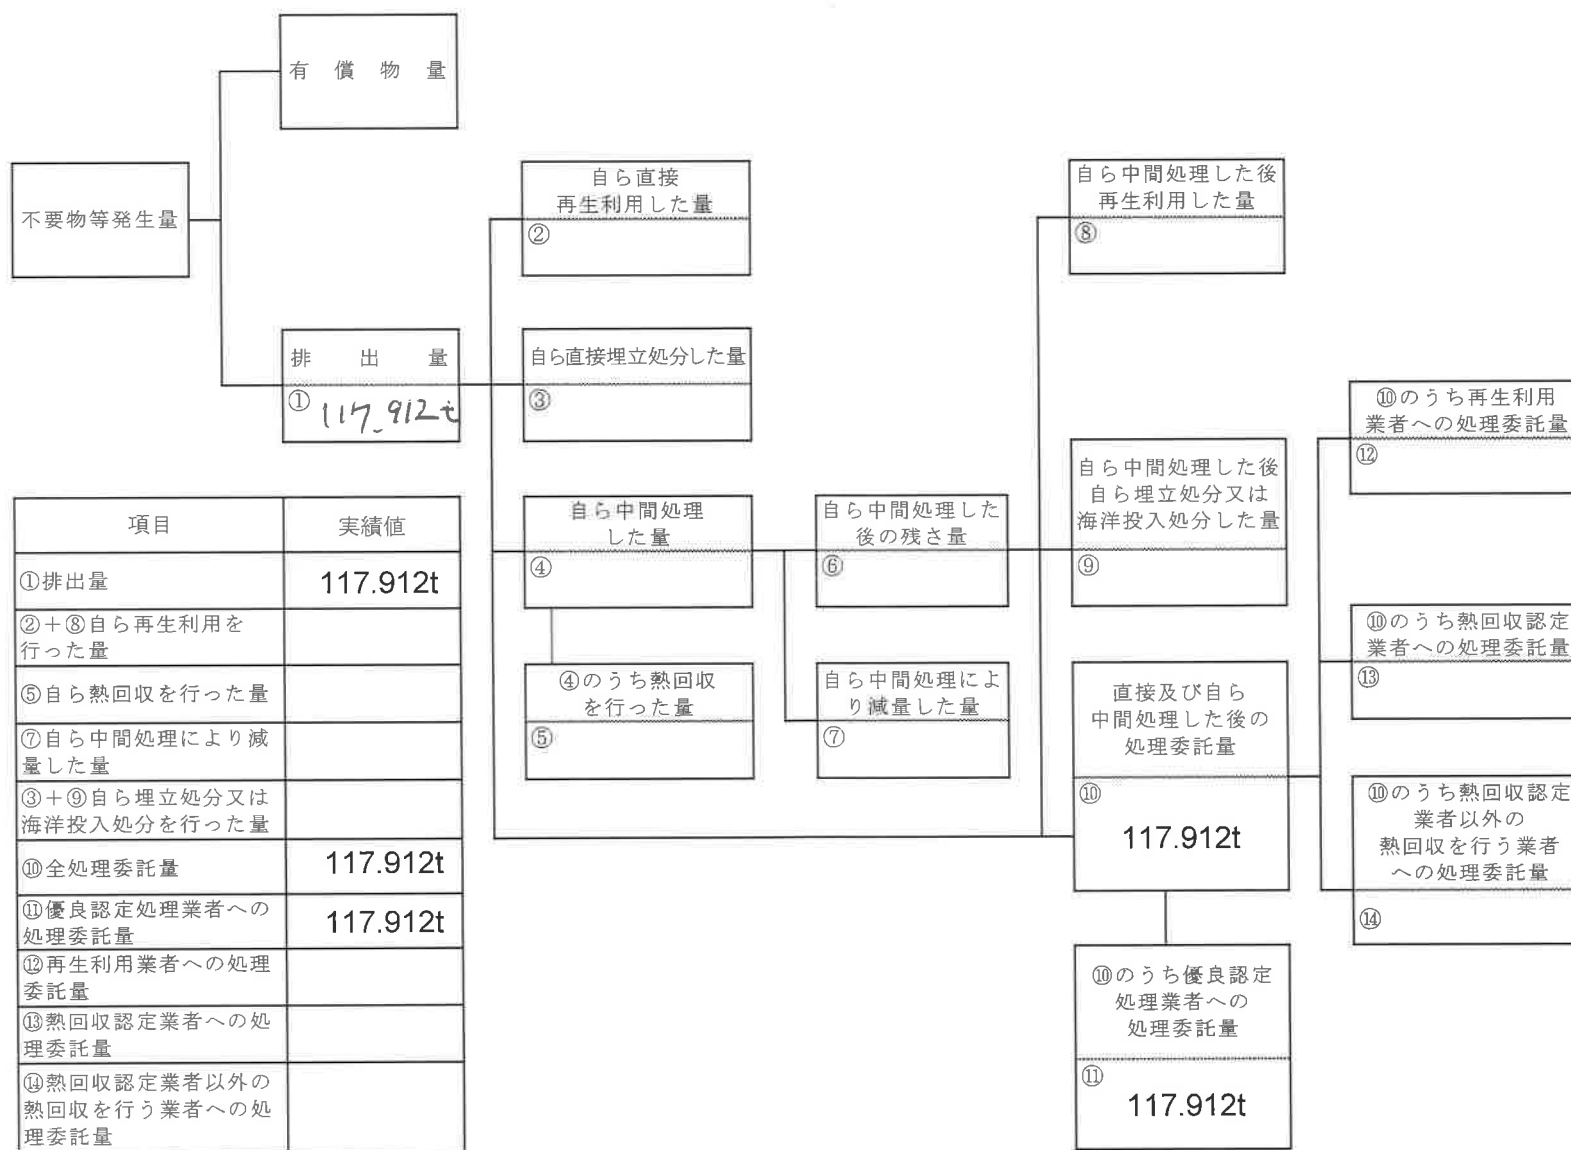 有償物量
不要物等発生量
排出量
① 117.912t
自ら直接
再生利用した量
②
自ら直接埋立処分した量
③
自ら中間処理
した量
④
④のうち熱回収
を行った量
⑤
自ら中間処理した
後の残さ量
⑥
自ら中間処理によ
り減量した量
⑦
自ら中間処理した後
再生利用した量
⑧
自ら中間処理した後
自ら埋立処分又は
海洋投入処分した量
⑨
直接及び自ら
中間処理した後の
処理委託量
⑩
117.912t
⑩のうち優良認定
処理業者への
処理委託量
⑪
117.912t
⑩のうち再生利用
業者への処理委託量
⑫
⑩のうち熱回収認定
業者への処理委託量
⑬
⑩のうち熱回収認定
業者以外の
熱回収を行う業者
への処理委託量
⑭
項目 実績値
①排出量 117.912t
②+⑧自ら再生利用を
行った量
⑤自ら熱回収を行った量
⑦自ら中間処理により減
量した量
③+⑨自ら埋立処分又は
海洋投入処分を行った量
⑩全処理委託量 117.912t
⑪優良認定処理業者への
処理委託量 117.912t
⑫再生利用業者への処理
委託量
⑬熱回収認定業者への処
理委託量
⑭熱回収認定業者以外の
熱回収を行う業者への処
理委託量